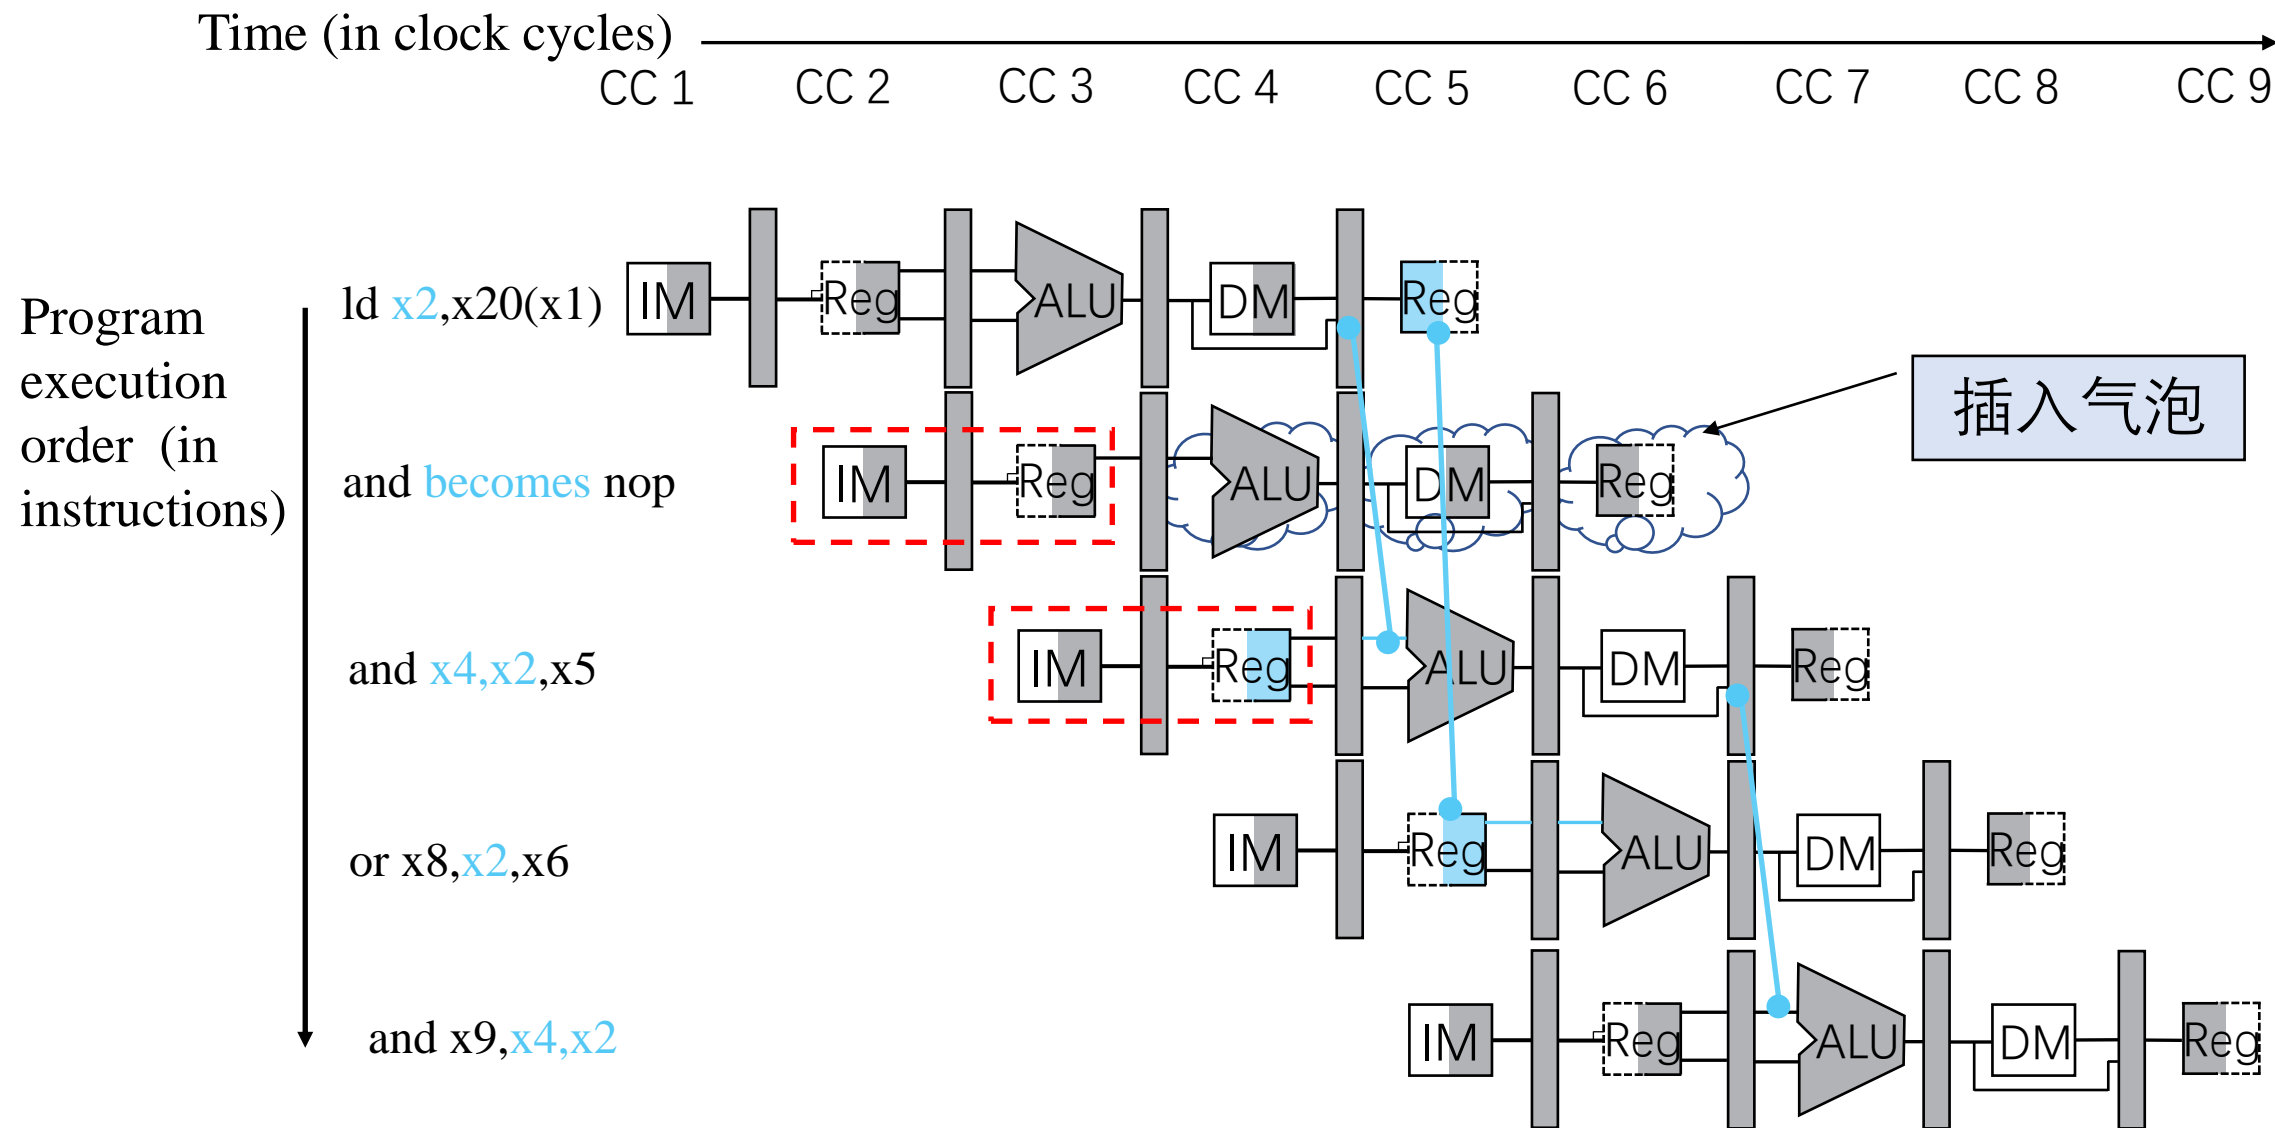 Time (in clock cycles)
CC 1 CC 2 CC 3 CC 4 CC 5 CC 6 CC 7 CC 8 CC 9
Program
execution
order (in
instructions)
ld x2,x20(x1) IM Reg ALU DM Reg
插入气泡
and becomes nop IM Reg ALU DM Reg
and x4,x2,x5 IM Reg ALU DM Reg
or x8,x2,x6 IM Reg ALU DM Reg
and x9,x4,x2 IM Reg ALU DM Reg